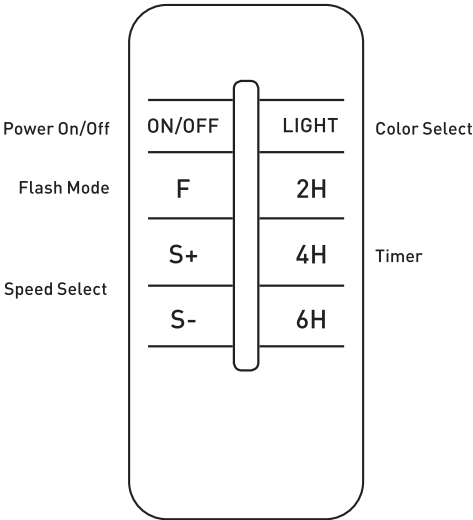 Power On/Off ON/OFF LIGHT Color Select
Flash Mode F 2H
S+ 4H Timer
Speed Select
S- 6H